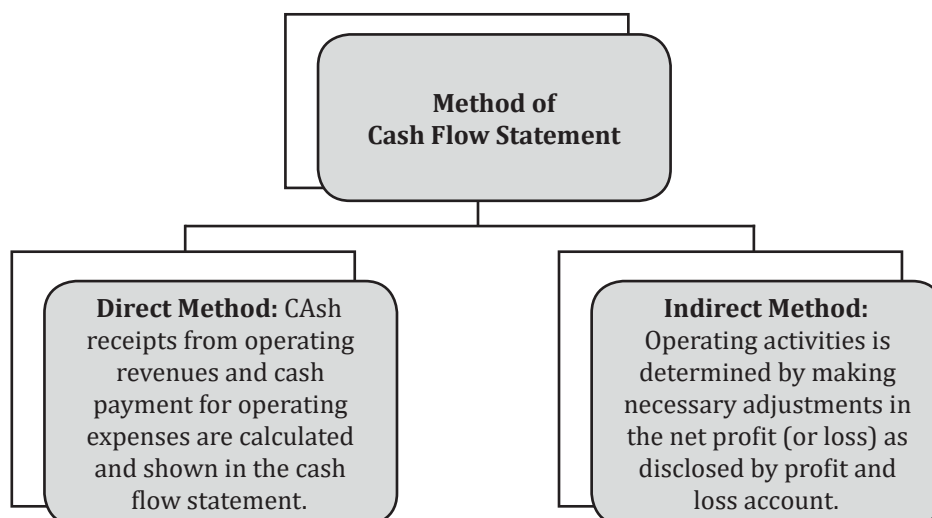 Method of
Cash Flow Statement
Direct Method: CAsh
receipts from operating
revenues and cash
payment for operating
expenses are calculated
and shown in the cash
flow statement.
Indirect Method:
Operating activities is
determined by making
necessary adjustments in
the net profit (or loss) as
disclosed by profit and
loss account.